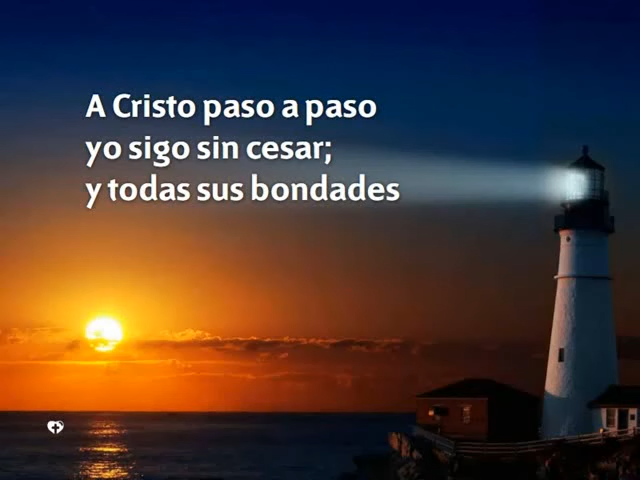 A Cristo paso a paso
yo sigo sin cesar;
y todas sus bondades